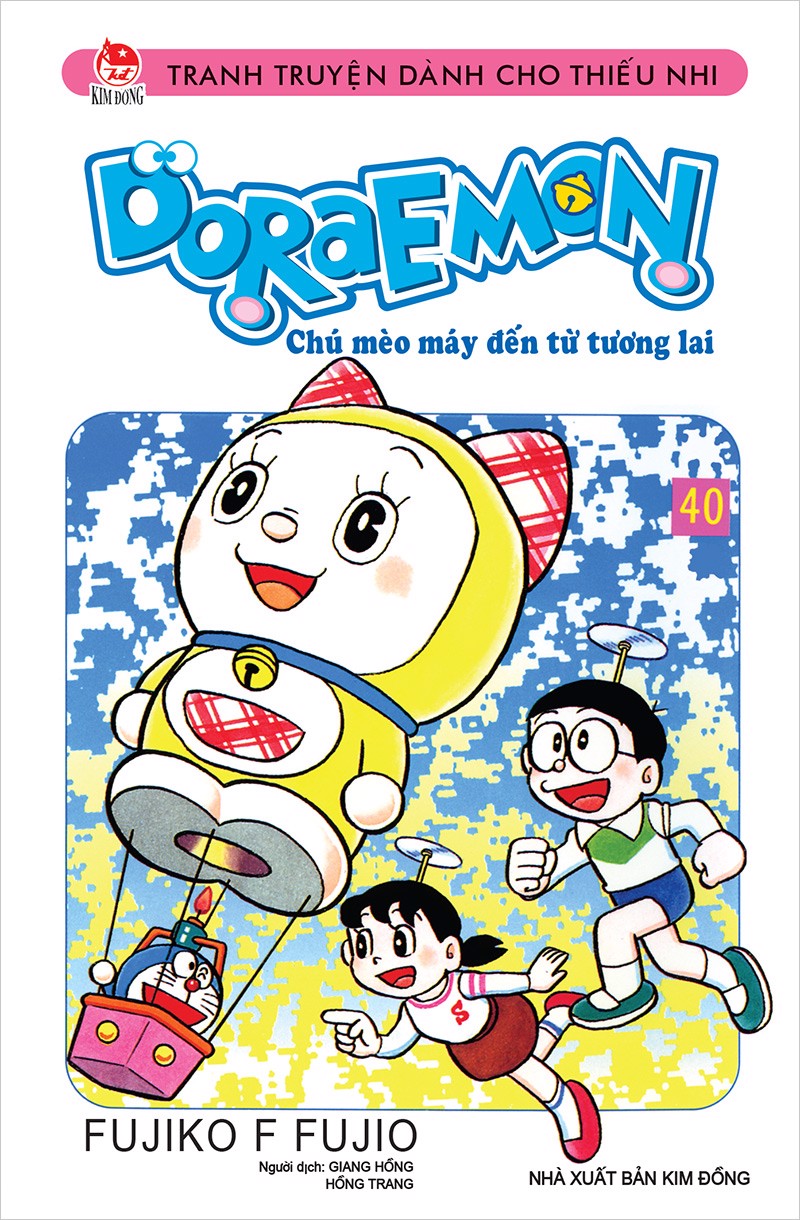 KIM ĐỒNG
TRANH TRUYỆN DÀNH CHO THIẾU NHI
DORAEMON
Chú mèo máy đến từ tương lai
40
S
FUJIKO F FUJIO
Người dịch: GIANG HỒNG
HỒNG TRANG
NHÀ XUẤT BẢN KIM ĐỒNG